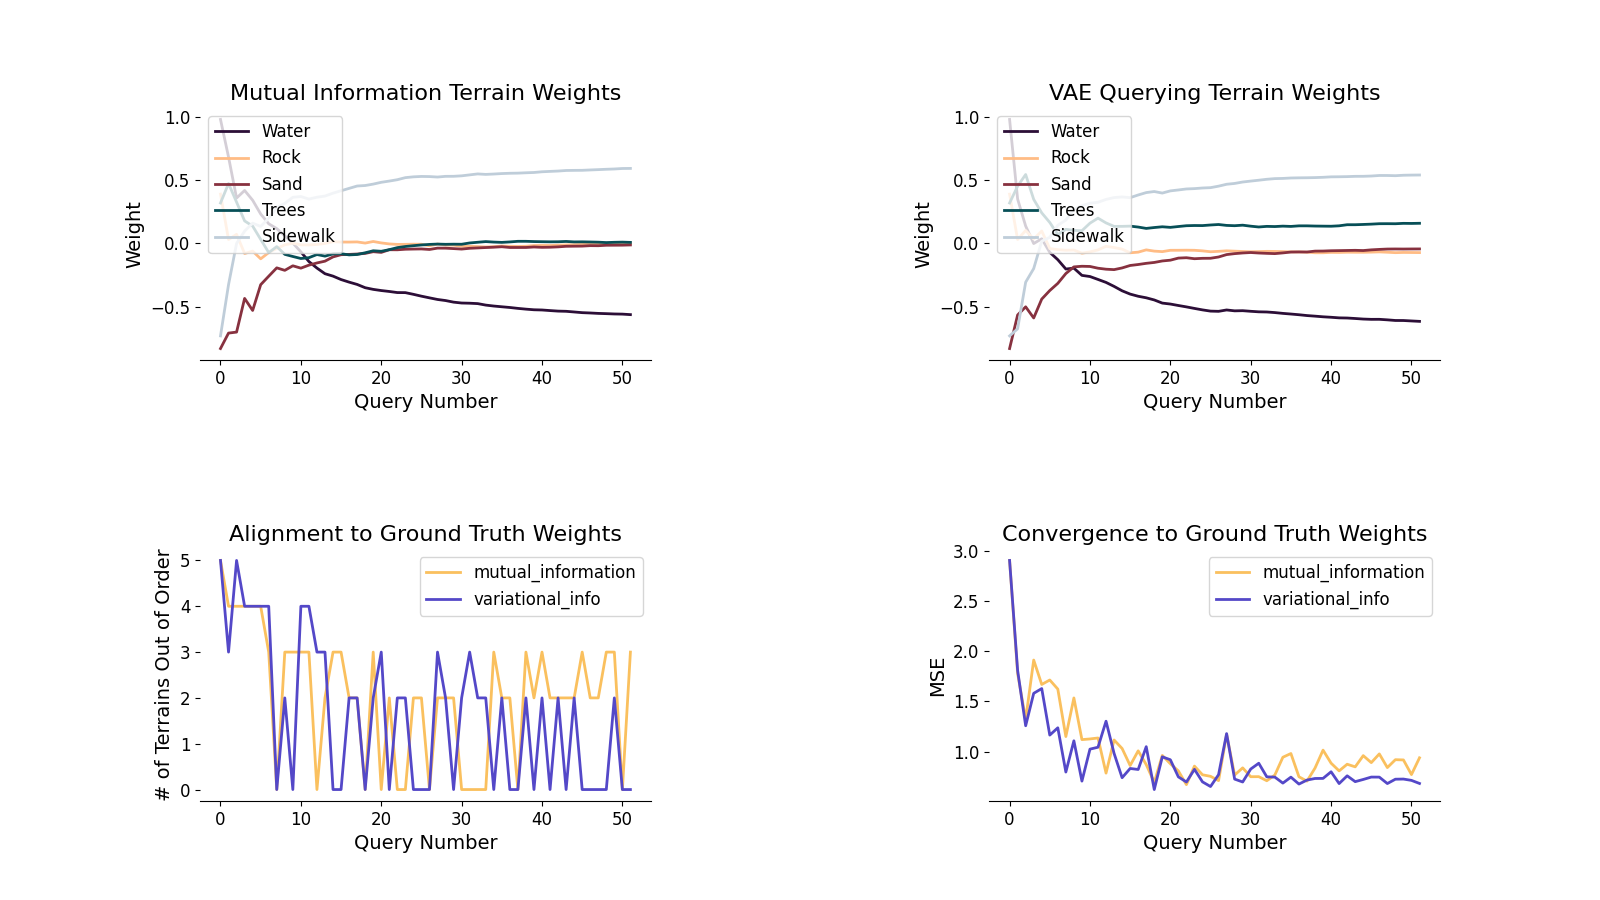 Mutual Information Terrain Weights
1.0
0.5
0.0
−0.5
Weight
Water
Rock
Sand
Trees
Sidewalk
0 10 20 30 40 50
Query Number
VAE Querying Terrain Weights
1.0
0.5
0.0
−0.5
Weight
Water
Rock
Sand
Trees
Sidewalk
0 10 20 30 40 50
Query Number
Alignment to Ground Truth Weights
5
4
3
2
1
0
# of Terrains Out of Order
mutual_information
variational_info
0 10 20 30 40 50
Query Number
Convergence to Ground Truth Weights
3.0
2.5
2.0
1.5
1.0
MSE
mutual_information
variational_info
0 10 20 30 40 50
Query Number